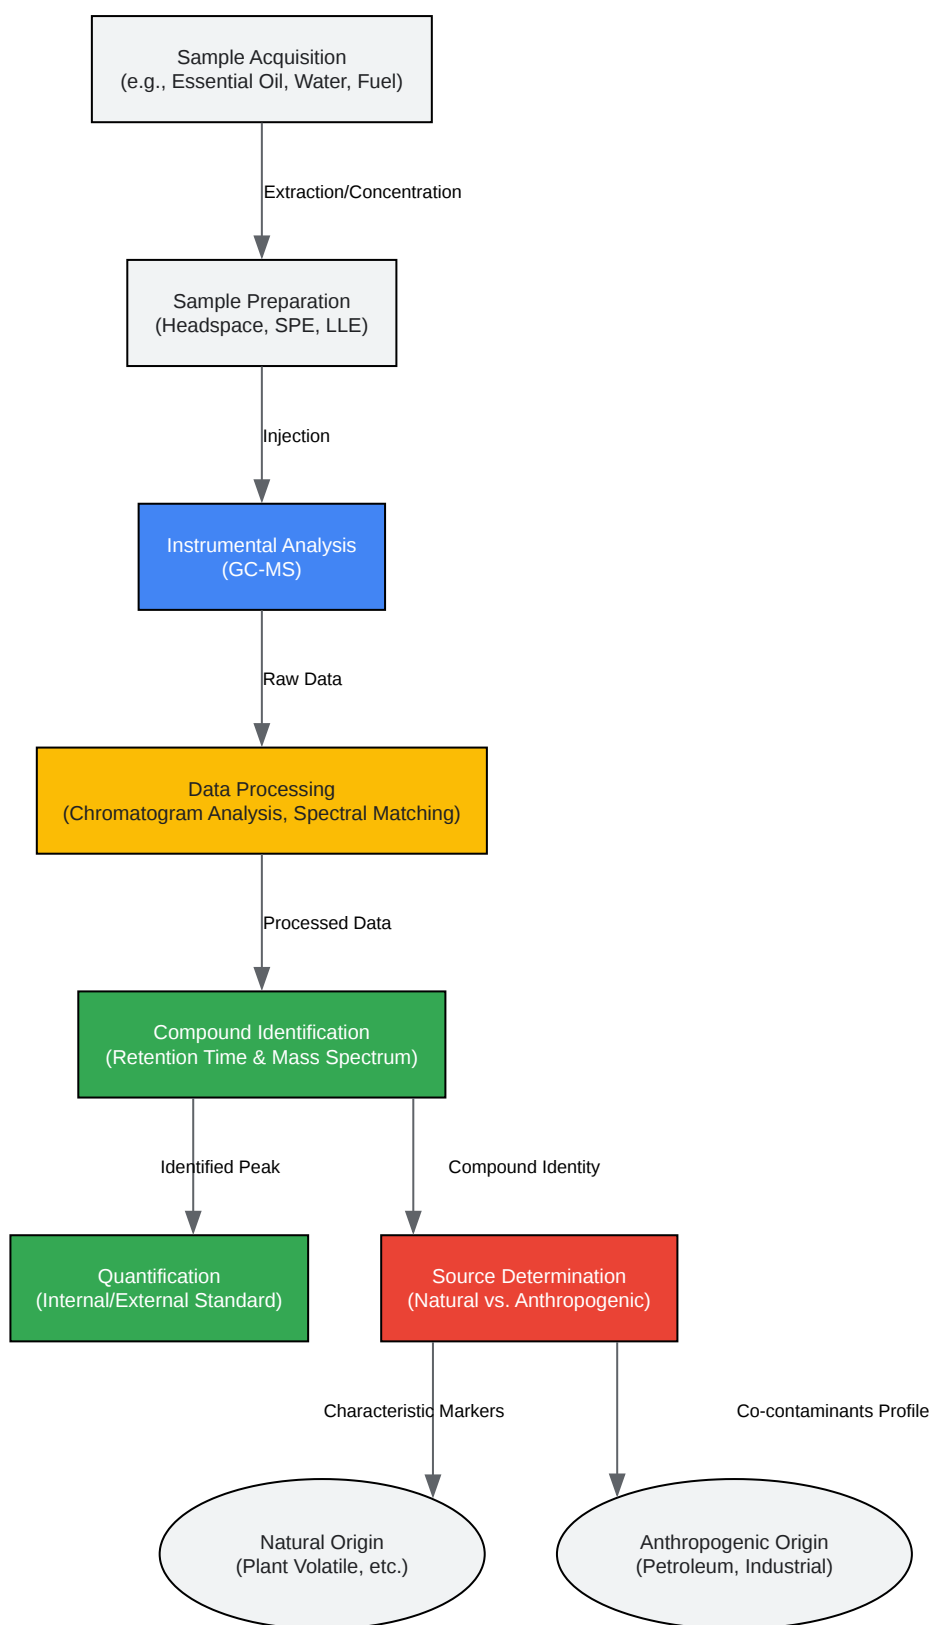 Sample Acquisition
(e.g., Essential Oil, Water, Fuel)
Extraction/Concentration
Sample Preparation
(Headspace, SPE, LLE)
Injection
Instrumental Analysis
(GC-MS)
Raw Data
Data Processing
(Chromatogram Analysis, Spectral Matching)
Processed Data
Compound Identification
(Retention Time & Mass Spectrum)
Identified Peak
Compound Identity
Quantification
(Internal/External Standard)
Source Determination
(Natural vs. Anthropogenic)
Characteristic Markers
Co-contaminants Profile
Natural Origin
(Plant Volatile, etc.)
Anthropogenic Origin
(Petroleum, Industrial)